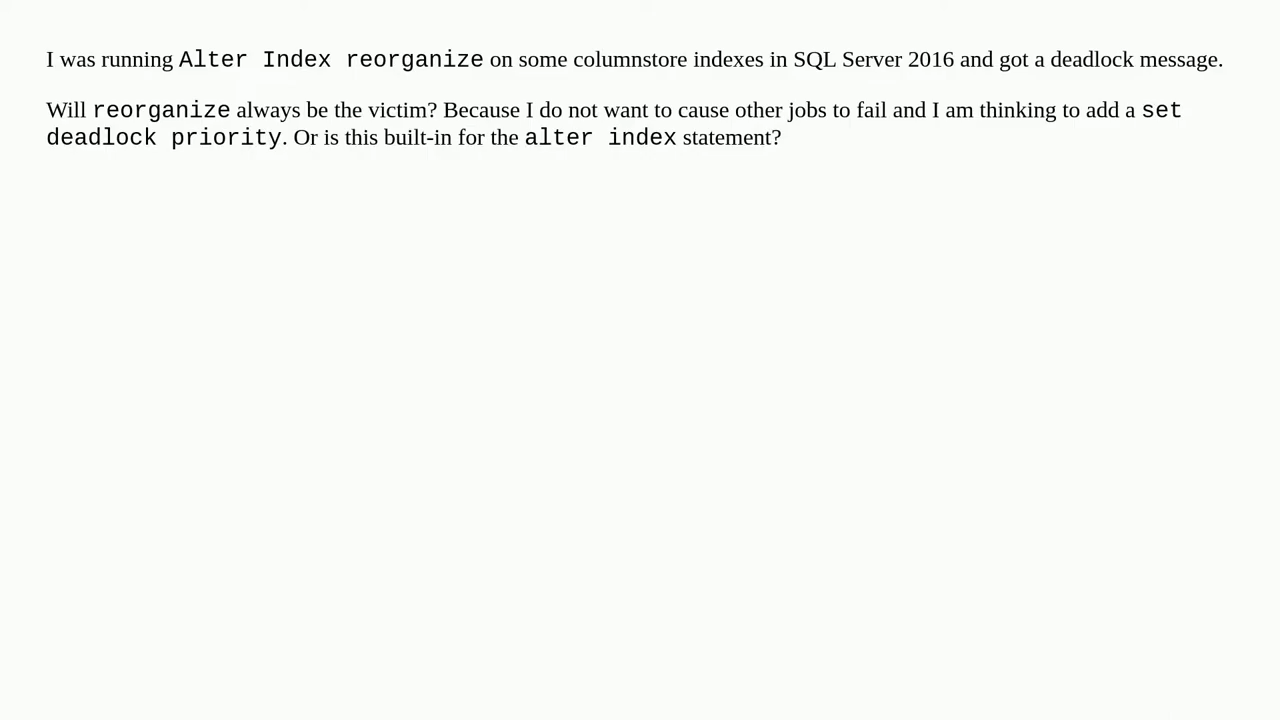 I was running Alter Index reorganize on some columnstore indexes in SQL Server 2016 and got a deadlock message.
Will reorganize always be the victim? Because I do not want to cause other jobs to fail and I am thinking to add a set
deadlock priority. Or is this built-in for the alter index statement?